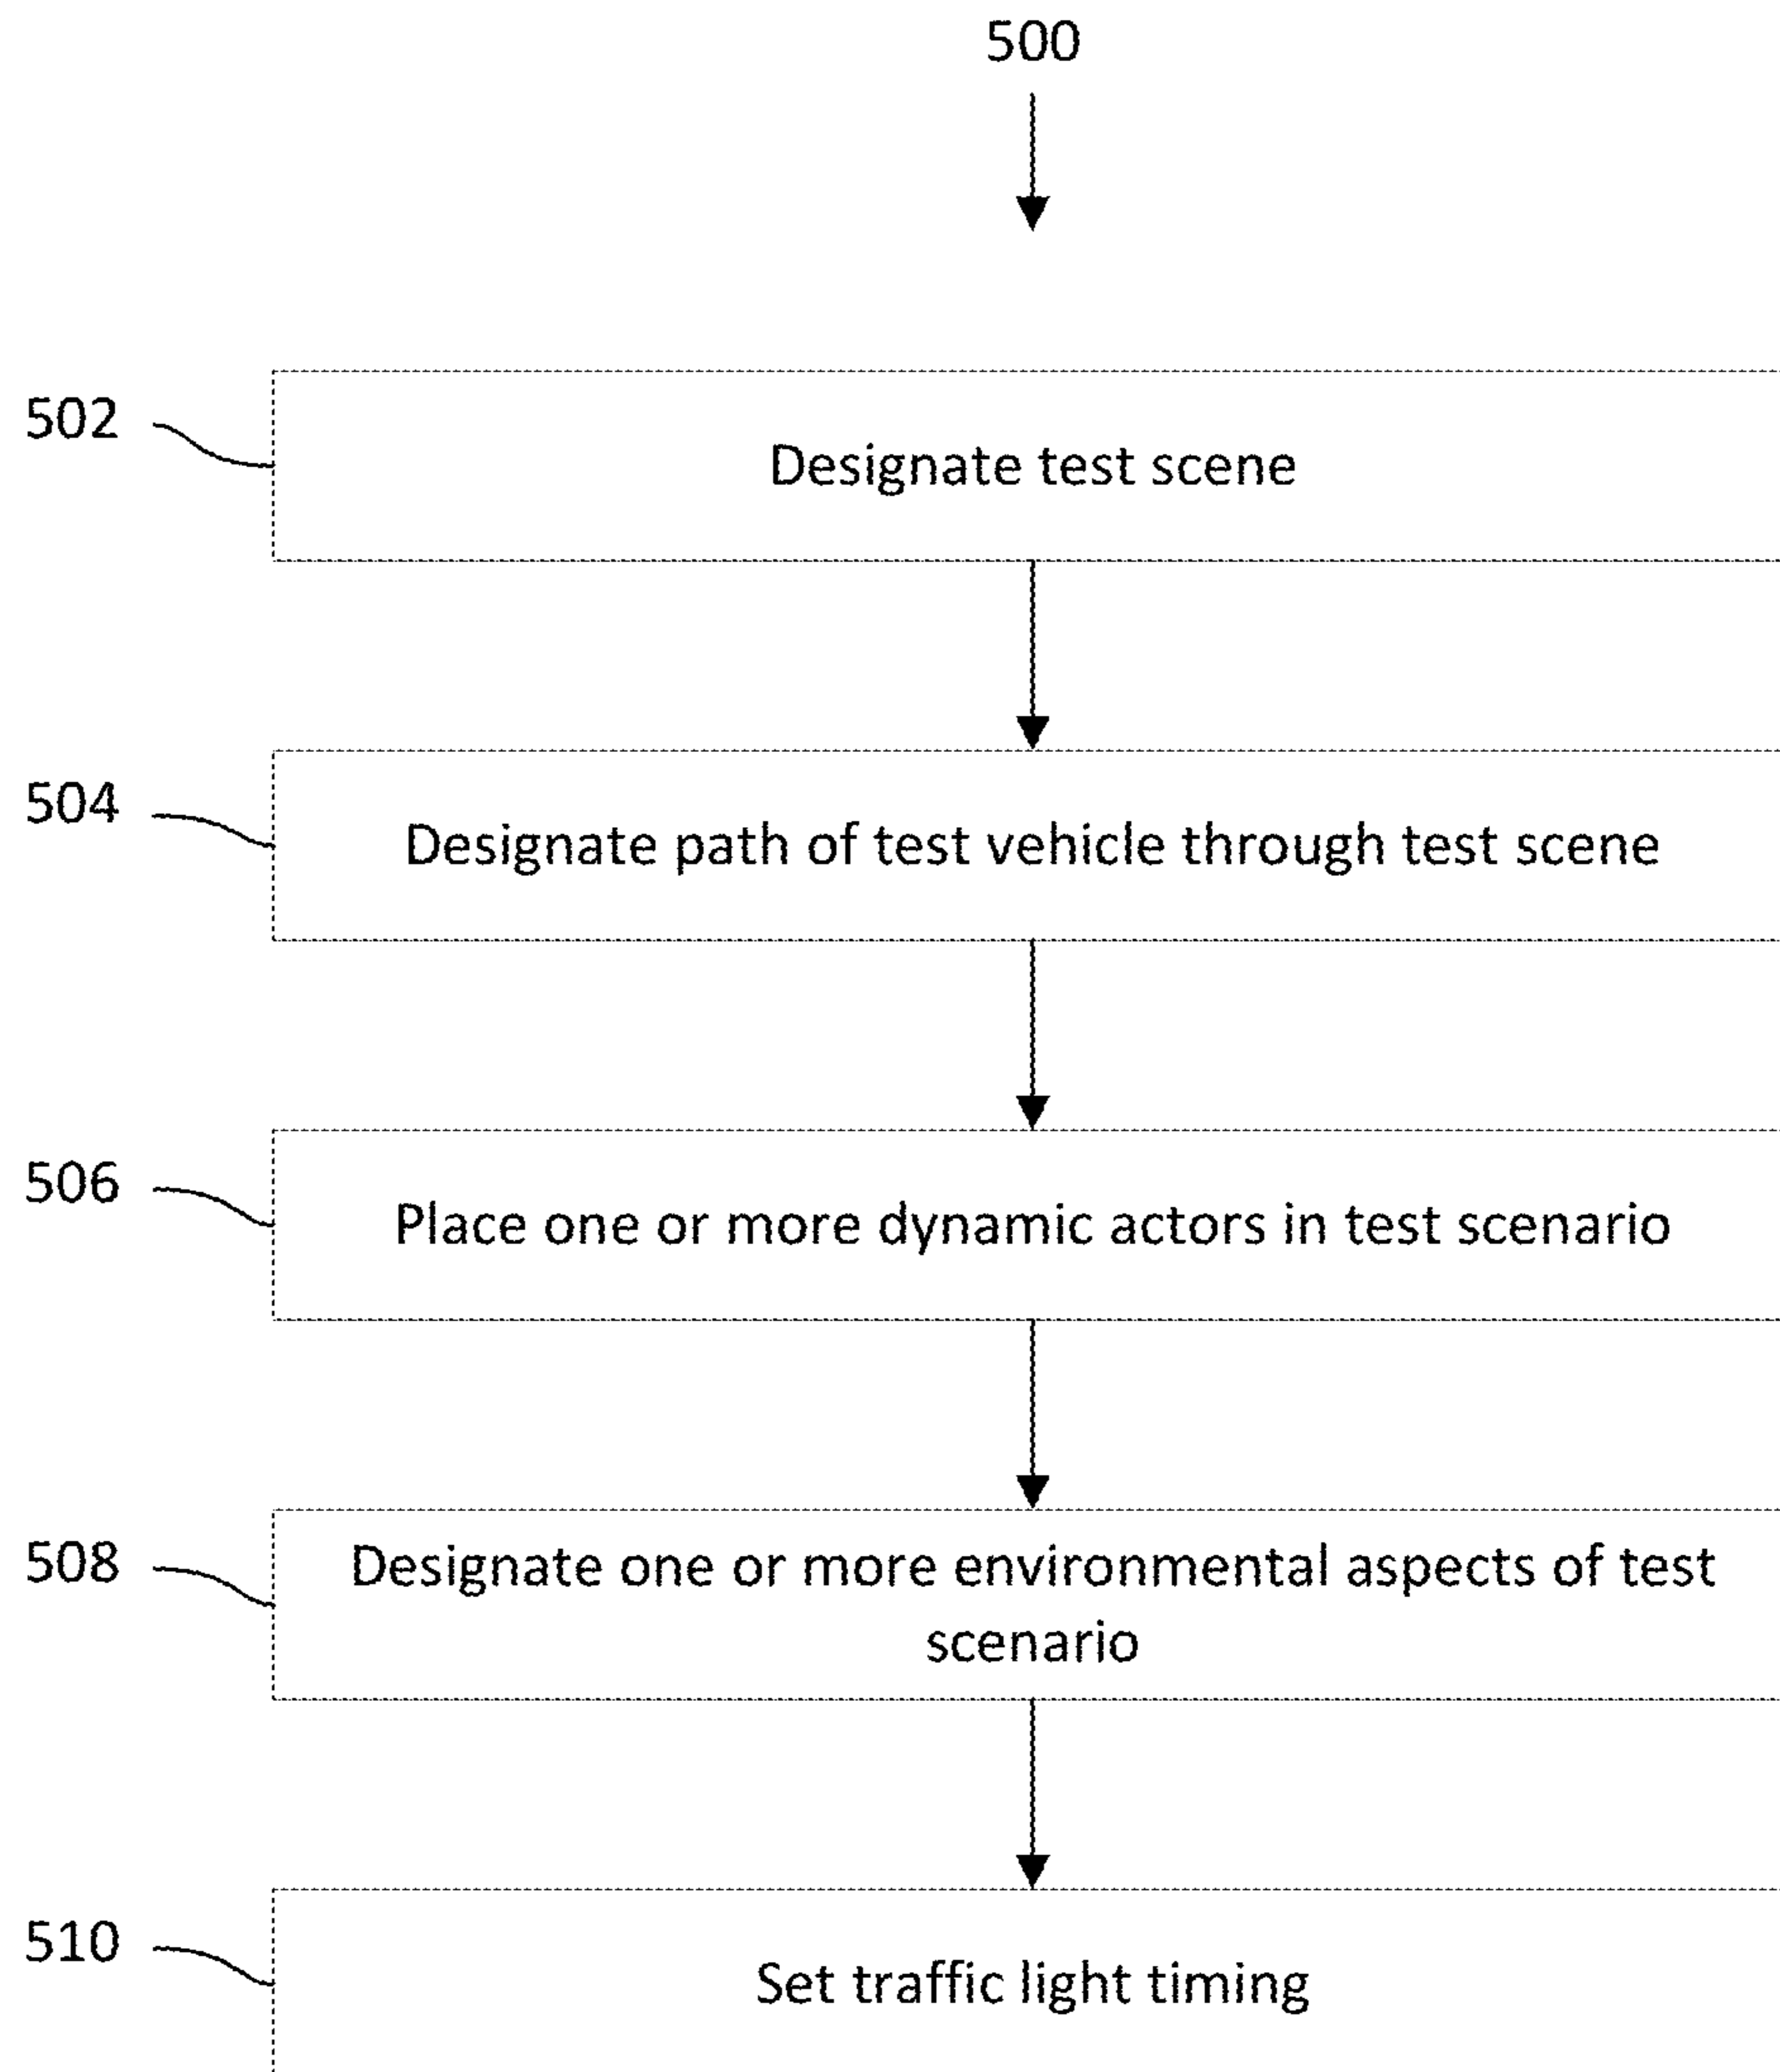 500
502
Designate test scene
504
Designate path of test vehicle through test scene
506
Place one or more dynamic actors in test scenario
508
Designate one or more environmental aspects of test
scenario
510
Set traffic light timing